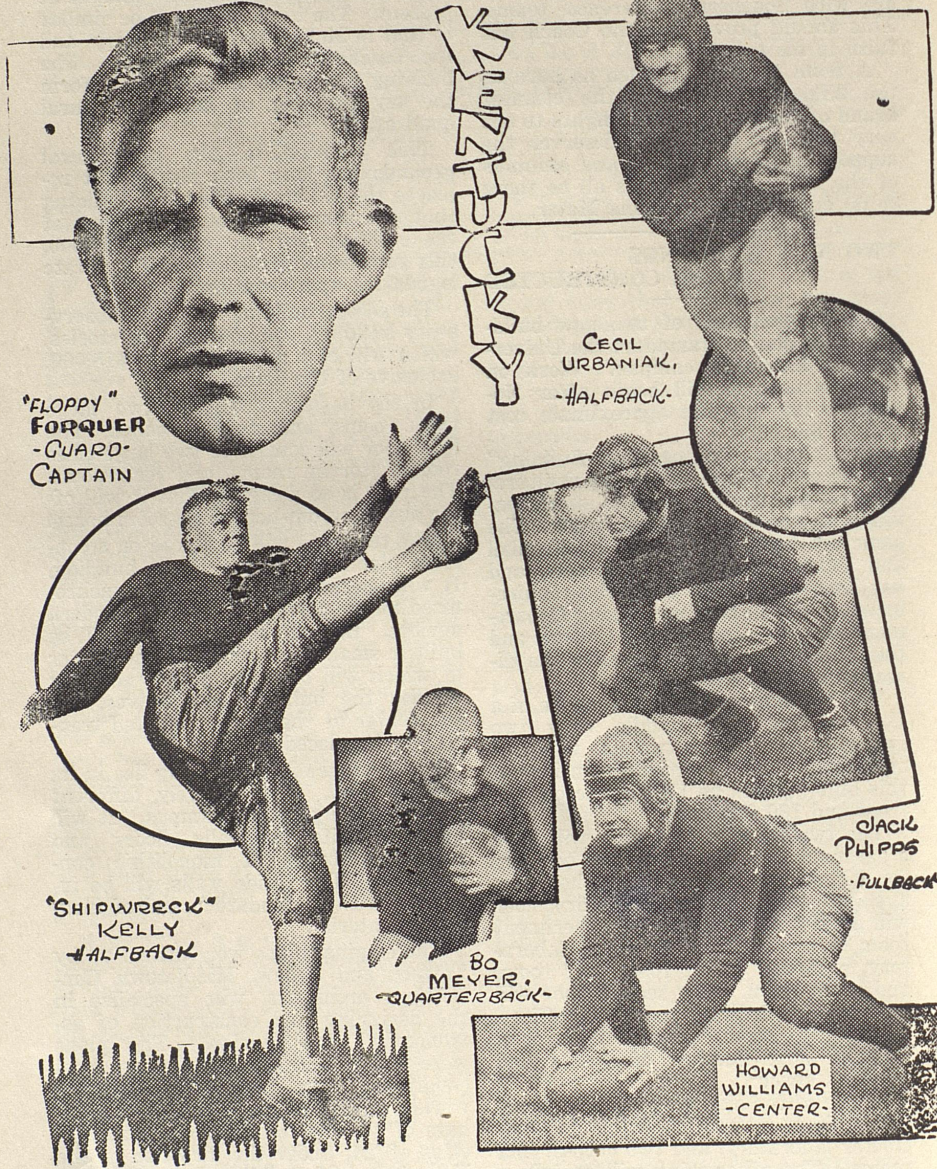 KENTUCKY
"FLOPPY"
FORQUER
-GUARD-
CAPTAIN
CECIL
URBANIAK,
-HALFBACK-
JACK
PHIPPS
-FULLBACK
"SHIPWRECK"
KELLY
-HALFBACK
BO
MEYER.
-QUARTERBACK-
HOWARD
WILLIAMS
-CENTER-